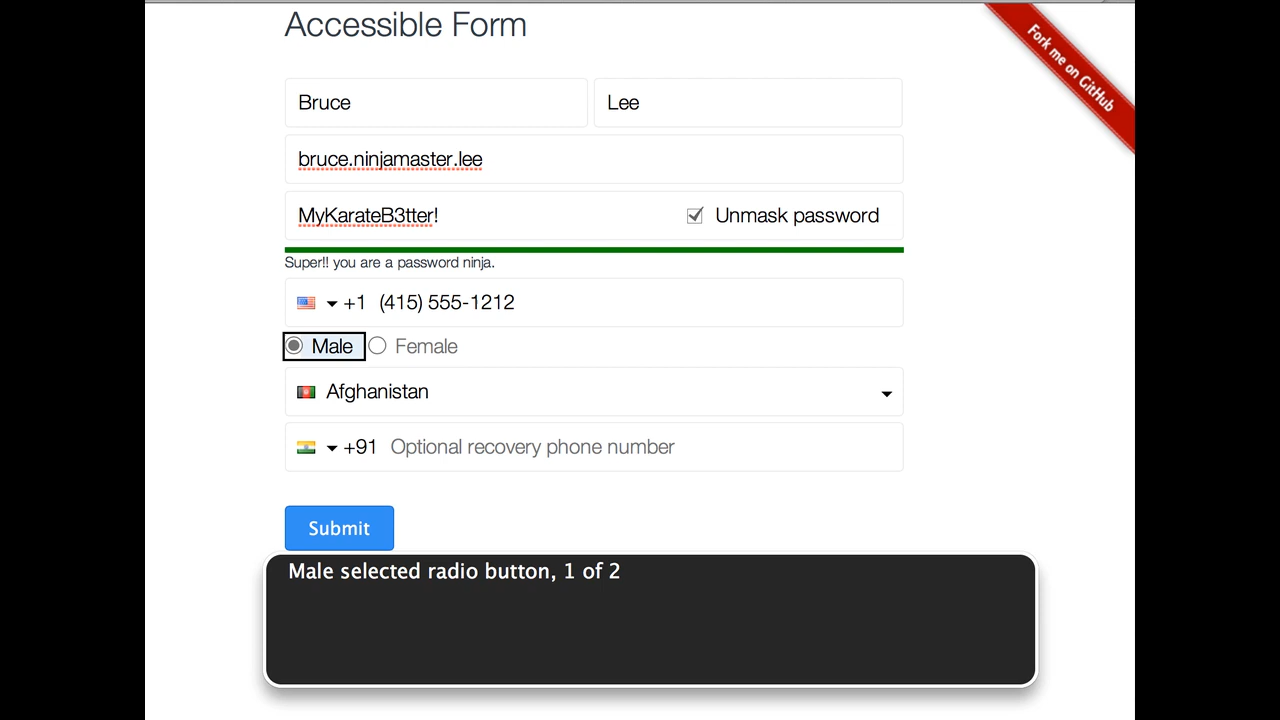 Accessible Form
Fork me on GitHub
Bruce
Lee
bruce.ninjamaster.lee
MyKarateB3tter!
Unmask password
Super!! you are a password ninja.
+1 (415) 555-1212
Male
Female
Afghanistan
+91 Optional recovery phone number
Submit
Male selected radio button, 1 of 2